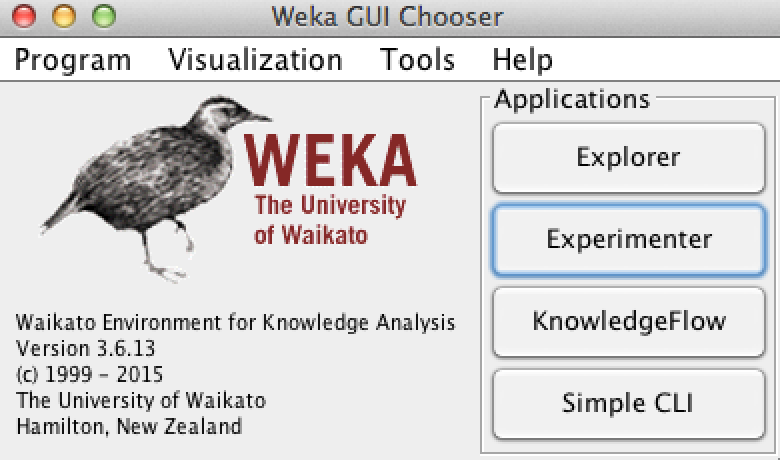 Weka GUI Chooser
Program Visualization Tools Help
WEKA
The University
of Waikato
Waikato Environment for Knowledge Analysis
Version 3.6.13
(c) 1999 - 2015
The University of Waikato
Hamilton, New Zealand
Applications
Explorer
Experimenter
KnowledgeFlow
Simple CLI